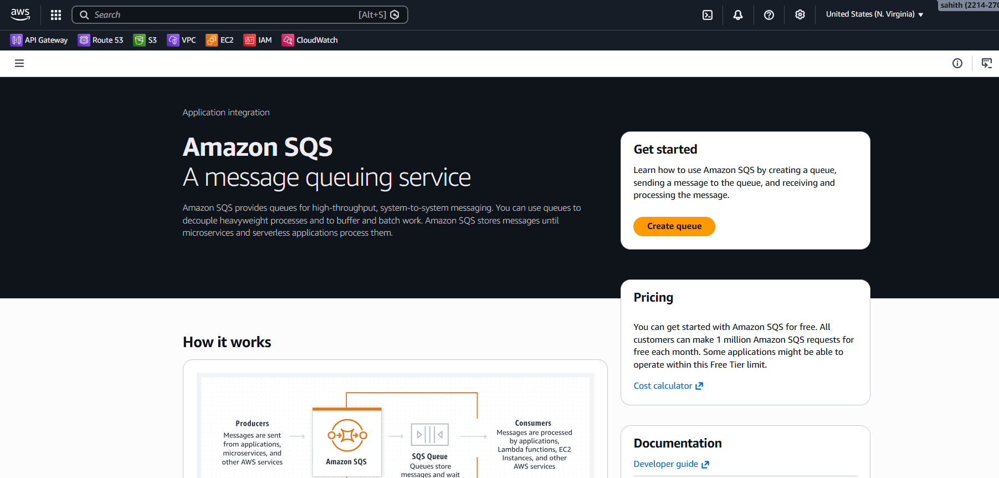 aws
Search
[Alt+S]
United States (N. Virginia)
sahith (2214-270
API Gateway
Route 53
S3
VPC
EC2
IAM
CloudWatch
Application integration
Amazon SQS
A message queuing service
Amazon SQS provides queues for high-throughput, system-to-system messaging. You can use queues to
decouple heavyweight processes and to buffer and batch work. Amazon SQS stores messages until
microservices and serverless applications process them.
Get started
Learn how to use Amazon SQS by creating a queue,
sending a message to the queue, and receiving and
processing the message.
Create queue
Pricing
You can get started with Amazon SQS for free. All
customers can make 1 million Amazon SQS requests for
free each month. Some applications might be able to
operate within this Free Tier limit.
Cost calculator
How it works
Producers
Messages are sent
from applications,
microservices, and
other AWS services
Amazon SQS
SQS Queue
Queues store
messages and wait
Consumers
Messages are processed
by applications,
Lambda functions, EC2
Instances, and other
AWS services
Documentation
Developer guide